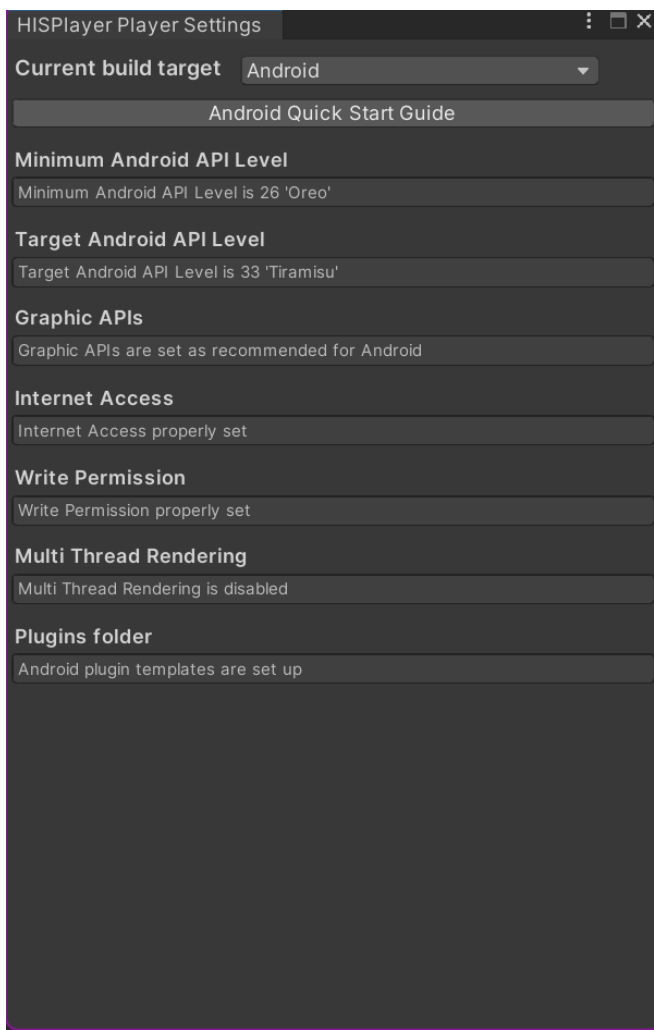 HISPlayer Player Settings
Current build target Android
Android Quick Start Guide
Minimum Android API Level
Minimum Android API Level is 26 'Oreo'
Target Android API Level
Target Android API Level is 33 'Tiramisu'
Graphic APIs
Graphic APIs are set as recommended for Android
Internet Access
Internet Access properly set
Write Permission
Write Permission properly set
Multi Thread Rendering
Multi Thread Rendering is disabled
Plugins folder
Android plugin templates are set up